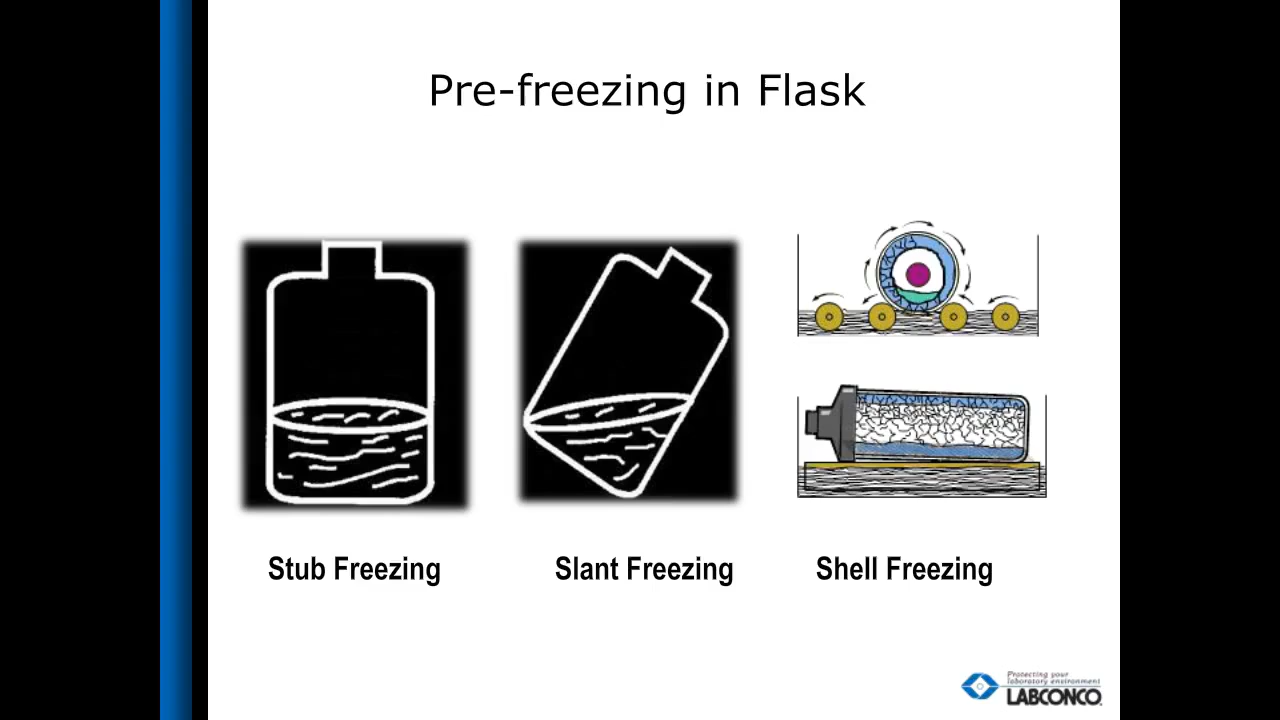 Pre-freezing in Flask
Stub Freezing
Slant Freezing
Shell Freezing
Protecting your
laboratory environment
LABCONCO